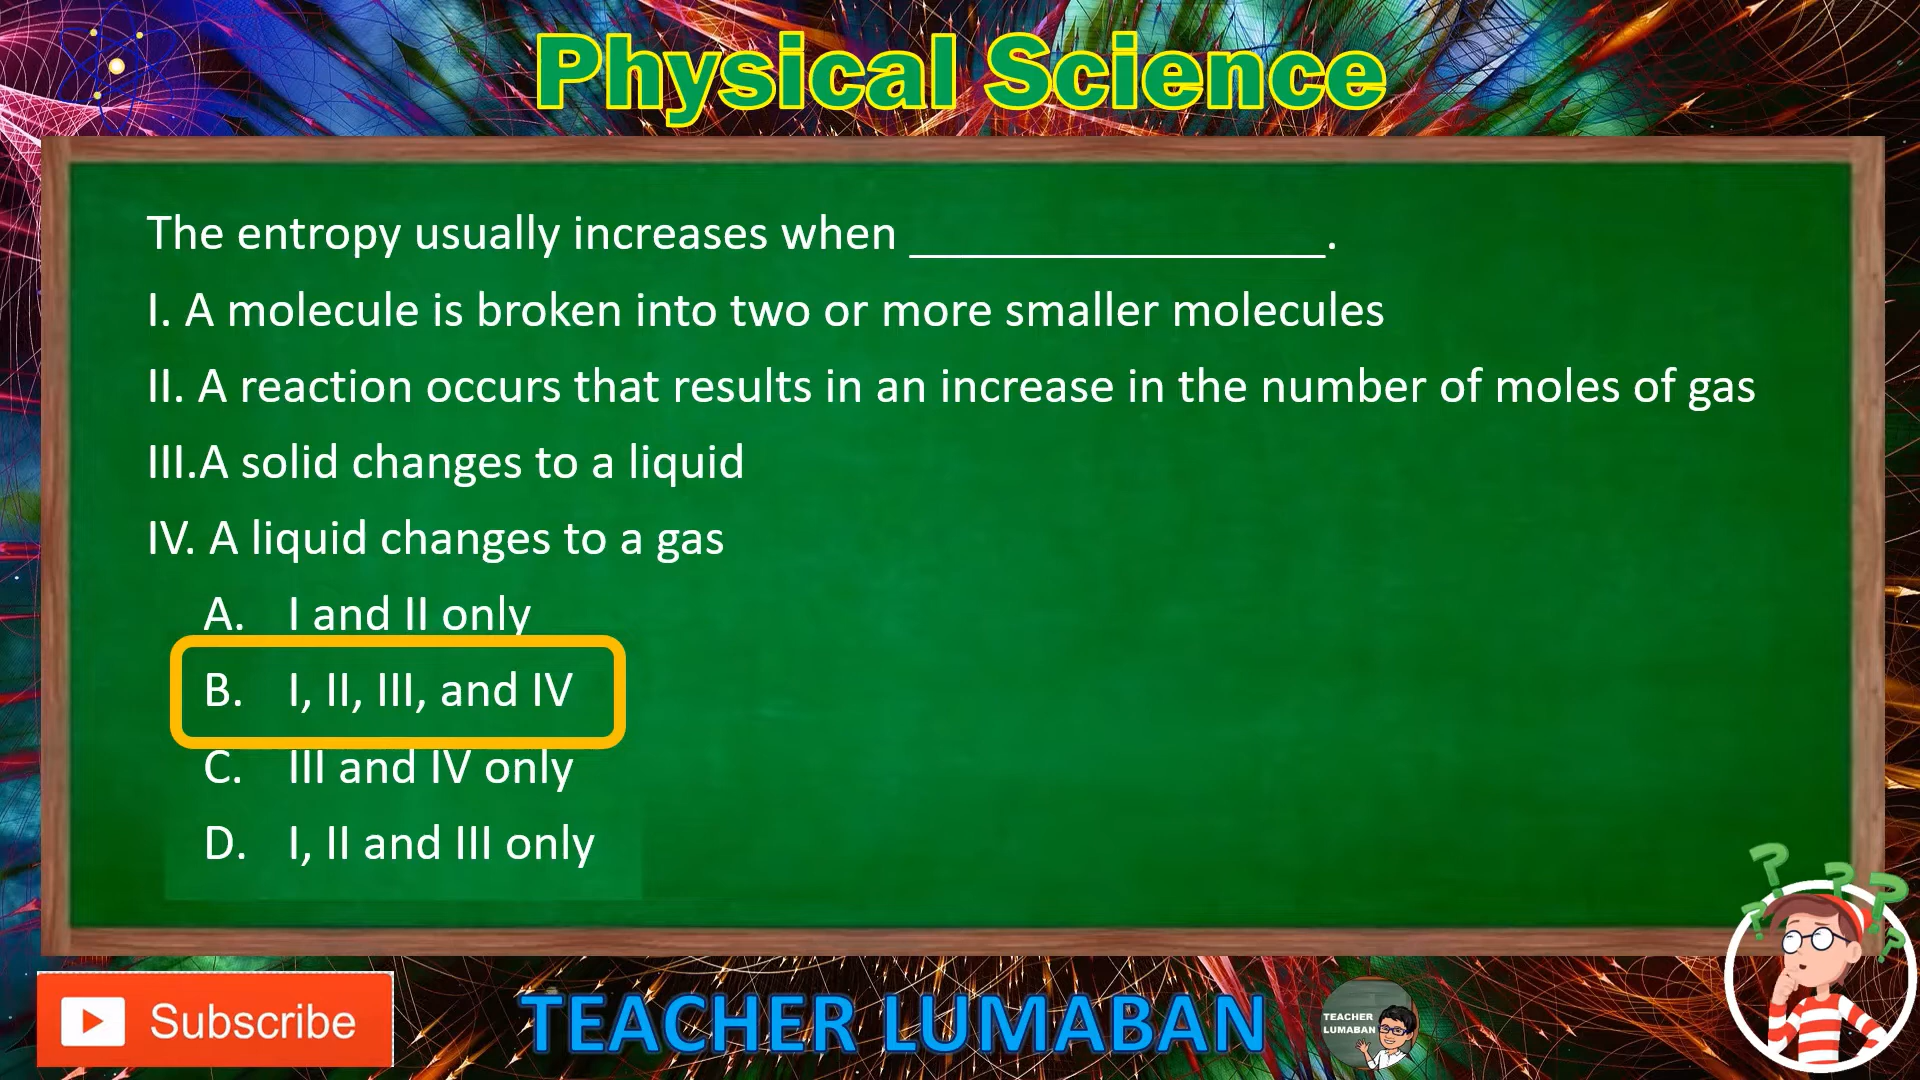 Physical Science
The entropy usually increases when _________________.
I. A molecule is broken into two or more smaller molecules
II. A reaction occurs that results in an increase in the number of moles of gas
III.A solid changes to a liquid
IV. A liquid changes to a gas
A. I and II only
B. I, II, III, and IV
C. III and IV only
D. I, II and III only
Subscribe
TEACHER LUMABAN
TEACHER
LUMABAN